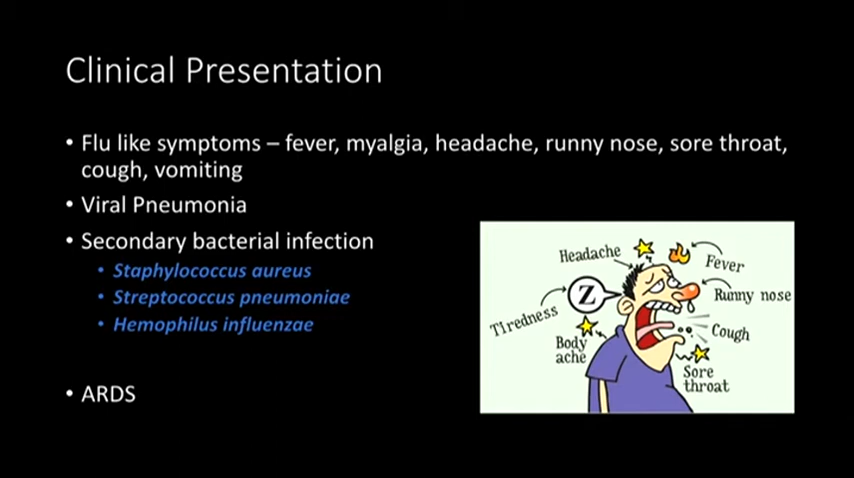 Clinical Presentation
• Flu like symptoms – fever, myalgia, headache, runny nose, sore throat,
cough, vomiting
• Viral Pneumonia
• Secondary bacterial infection
• Staphylococcus aureus
• Streptococcus pneumoniae
• Hemophilus influenzae
• ARDS
Headache
Fever
Z
Runny nose
Tiredness
Cough
Body
ache
Sore
throat